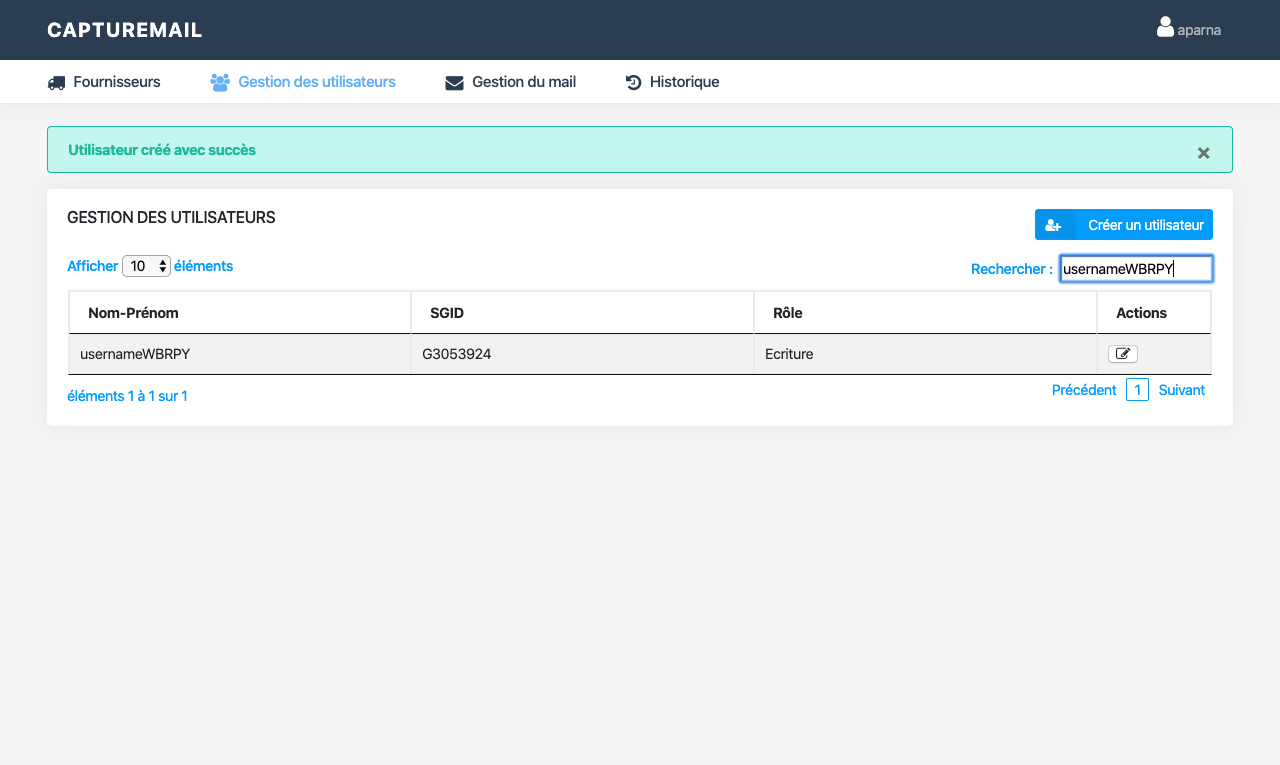 CAPTUREMAIL
aparna
Fournisseurs
Gestion des utilisateurs
Gestion du mail
Historique
Utilisateur créé avec succès
×
GESTION DES UTILISATEURS
Créer un utilisateur
Afficher 10 éléments
Rechercher : usernameWBRPY
Nom-Prénom SGID Rôle Actions
usernameWBRPY G3053924 Ecriture
éléments 1 à 1 sur 1
Précédent 1 Suivant